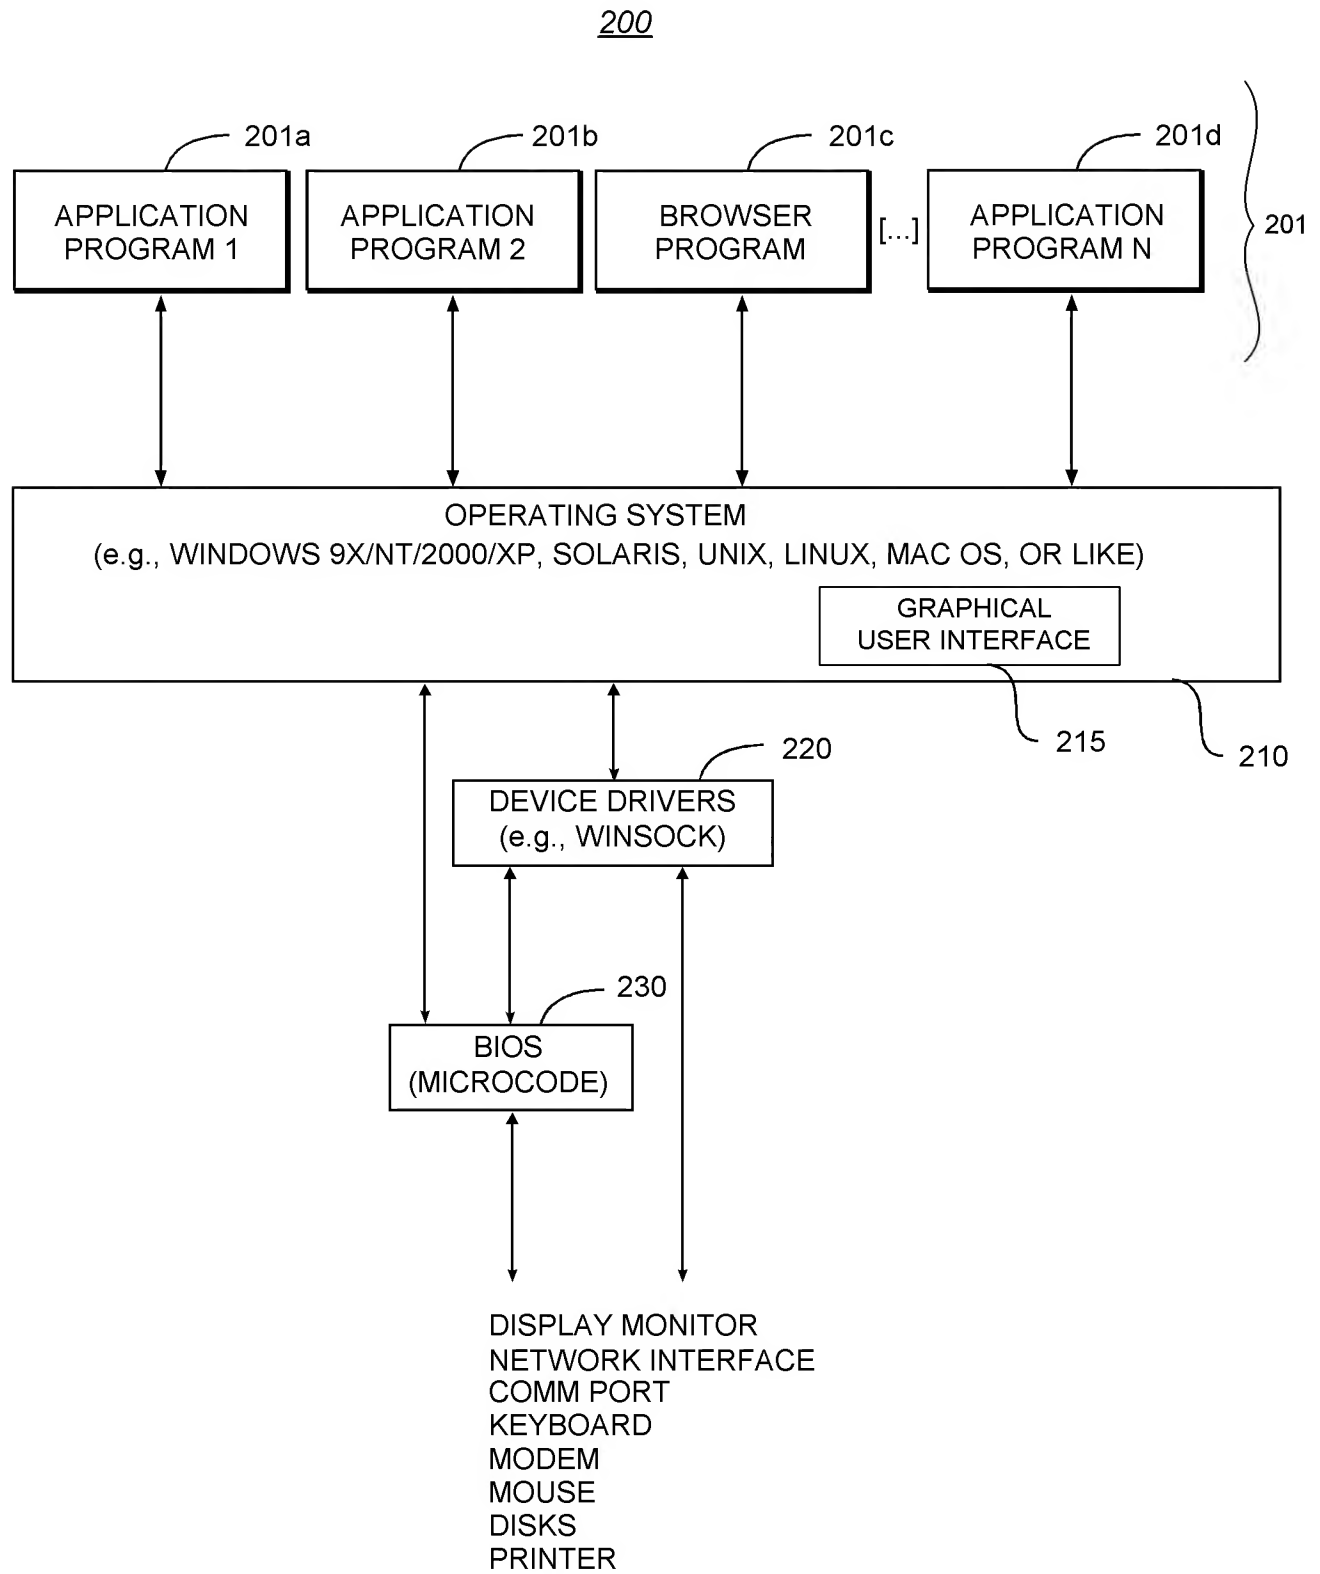 200
201a
201b
201c
201d
APPLICATION
PROGRAM 1
APPLICATION
PROGRAM 2
BROWSER
PROGRAM
[...]
APPLICATION
PROGRAM N
201
OPERATING SYSTEM
(e.g., WINDOWS 9X/NT/2000/XP, SOLARIS, UNIX, LINUX, MAC OS, OR LIKE)
GRAPHICAL
USER INTERFACE
215
210
220
DEVICE DRIVERS
(e.g., WINSOCK)
230
BIOS
(MICROCODE)
DISPLAY MONITOR
NETWORK INTERFACE
COMM PORT
KEYBOARD
MODEM
MOUSE
DISKS
PRINTER